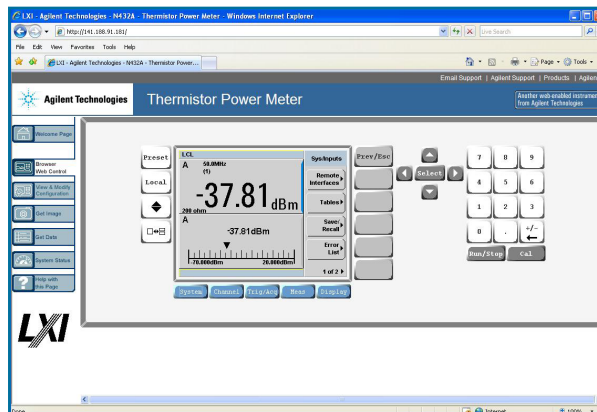 LXI - Agilent Technologies - N432A - Thermistor Power Meter - Windows Internet Explorer
http://141.188.91.181/
Live Search
File Edit View Favorites Tools Help
LXI - Agilent Technologies - N432A - Thermistor Power...
Page Tools
Email Support | Agilent Support | Products | Agilen
Agilent Technologies
Thermistor Power Meter
Another web-enabled instrumen
from Agilent Technologies
Welcome Page
Browser
Web Control
View & Modify
Configuration
Get Image
Get Data
System Status
Help with
this Page
LXI
Preset
Local
LCL
A 50.0MHz
(1)
-37.81 dBm
200 ohm
A
-37.81dBm
-70.000dBm 20.000dBm
Sys/Inputs
Remote
Interfaces
Tables
Save/
Recall
Error
List
1 of 2
Prev/Esc
Select
7 8 9
4 5 6
1 2 3
0 . +/-
Run/Stop Cal
System Channel Trig/Acq Meas Display
Done
Internet
100%